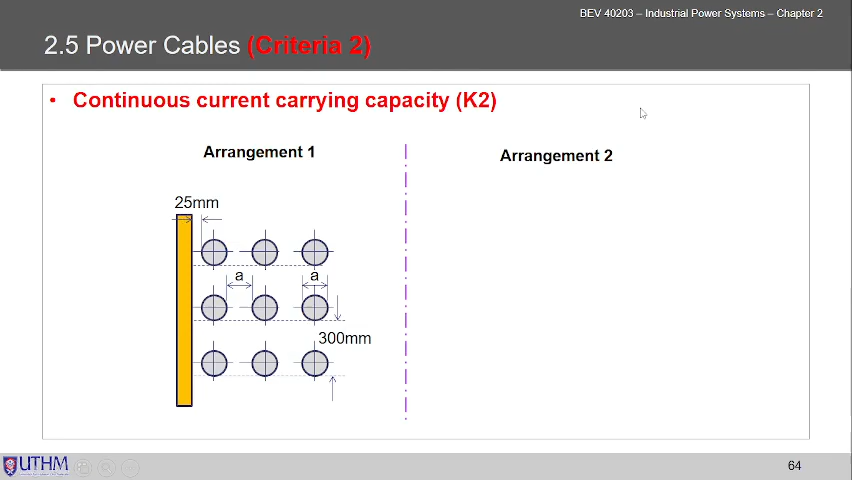 BEV 40203 – Industrial Power Systems – Chapter 2
2.5 Power Cables (Criteria 2)
• Continuous current carrying capacity (K2)
Arrangement 1
Arrangement 2
25mm
a
a
300mm
UTHM
64